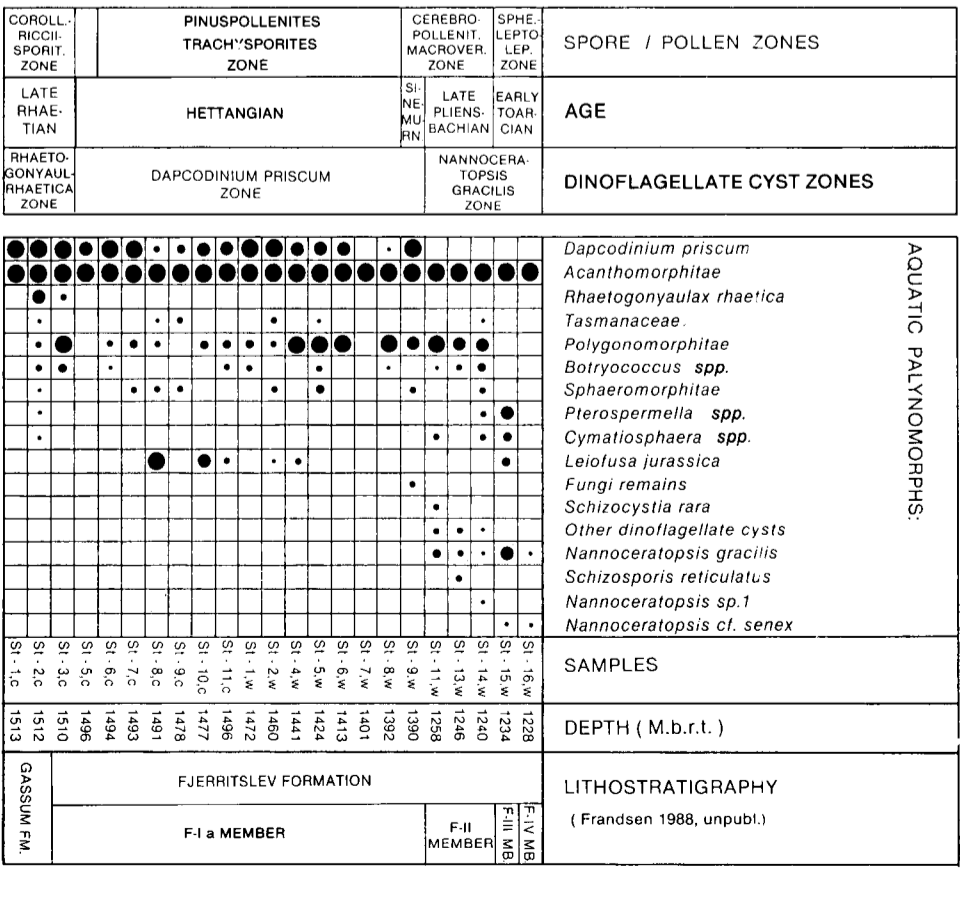 COROLL.-
RICCII-
SPORIT.
ZONE
PINUSPOLLENITES
TRACHYSPORITES
ZONE
CEREBRO-
POLLENIT.
MACROVER.
ZONE
SPHE.-
LEPTO
LEP.
ZONE
SPORE / POLLEN ZONES
LATE
RHAE-
TIAN
HETTANGIAN
SI-
NE-
MU-
RN.
LATE
PLIENS-
BACHIAN
EARLY
TOAR-
CIAN
AGE
RHAETO-
GONYAUL-
RHAETICA
ZONE
DAPCODINIUM PRISCUM
ZONE
NANNOCERA-
TOPSIS
GRACILIS
ZONE
DINOFLAGELLATE CYST ZONES
AQUATIC PALYNOMORPHS:
Dapcodinium priscum
Acanthomorphitae
Rhaetogonyaulax rhaetica
Tasmanaceae.
Polygonomorphitae
Botryococcus spp.
Sphaeromorphitae
Pterospermella spp.
Cymatiosphaera spp.
Leiofusa jurassica
Fungi remains
Schizocystia rara
Other dinoflagellate cysts
Nannoceratopsis gracilis
Schizosporis reticulatus
Nannoceratopsis sp.1
Nannoceratopsis cf. senex
St - 1,c
St - 2,c
St - 3,c
St - 5,c
St - 6,c
St - 7,c
St - 8,c
St - 9,c
St - 10,c
St - 11,c
St - 1,w
St - 2,w
St - 4,w
St - 5,w
St - 6,w
St - 7,w
St - 8,w
St - 9,w
St - 11,w
St - 13,w
St - 14,w
St - 15,w
St - 16,w
SAMPLES
1513
1512
1510
1496
1494
1493
1491
1478
1477
1496
1472
1460
1441
1424
1413
1401
1392
1390
1258
1246
1240
1234
1228
DEPTH ( M.b.r.t. )
GASSUM FM.
FJERRITSLEV FORMATION
F-I a MEMBER
F-II
MEMBER
F-III MB.
F-IV MB.
LITHOSTRATIGRAPHY
( Frandsen 1988, unpubl.)